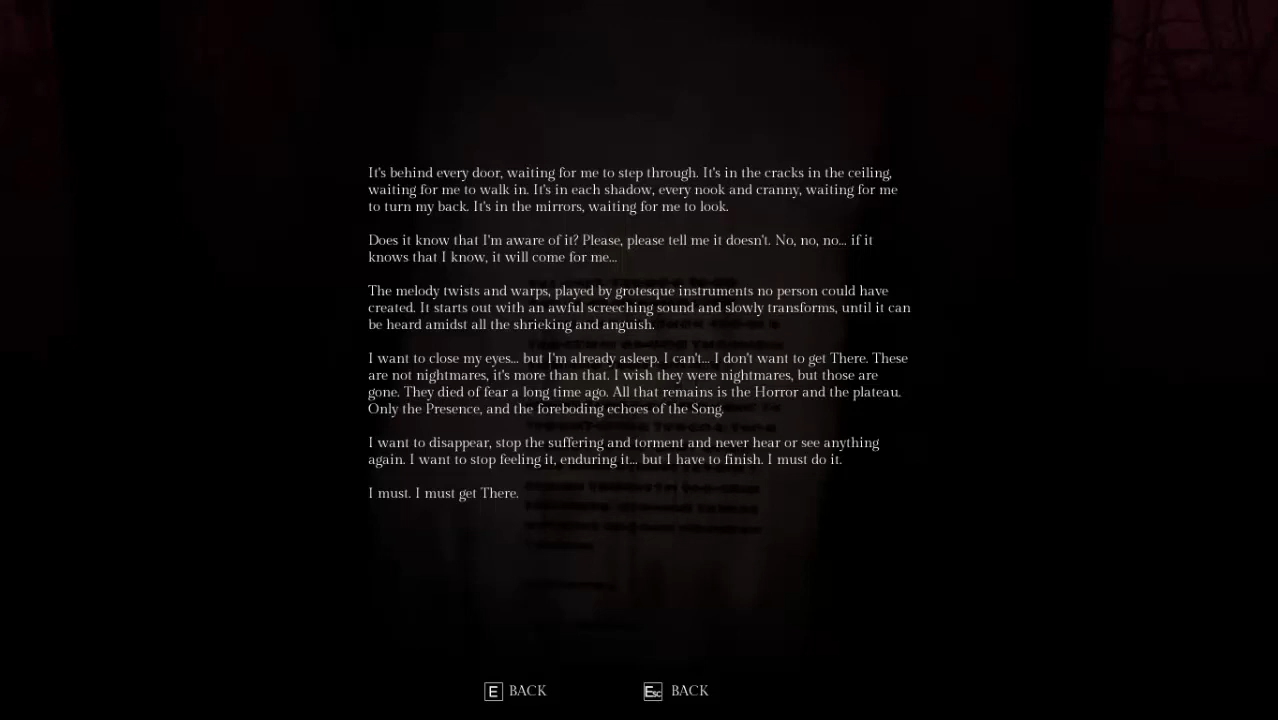 It's behind every door, waiting for me to step through. It's in the cracks in the ceiling,
waiting for me to walk in. It's in each shadow, every nook and cranny, waiting for me
to turn my back. It's in the mirrors, waiting for me to look.
Does it know that I'm aware of it? Please, please tell me it doesn't. No, no, no... if it
knows that I know, it will come for me...
The melody twists and warps, played by grotesque instruments no person could have
created. It starts out with an awful screeching sound and slowly transforms, until it can
be heard amidst all the shrieking and anguish.
I want to close my eyes... but I'm already asleep. I can't... I don't want to get There. These
are not nightmares, it's more than that. I wish they were nightmares, but those are
gone. They died of fear a long time ago. All that remains is the Horror and the plateau.
Only the Presence, and the foreboding echoes of the Song.
I want to disappear, stop the suffering and torment and never hear or see anything
again. I want to stop feeling it, enduring it... but I have to finish. I must do it.
I must. I must get There.
E BACK Esc BACK